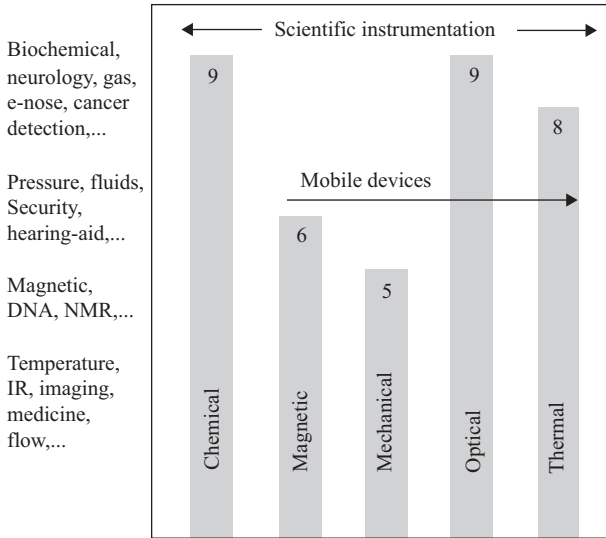 Scientific instrumentation
Biochemical,
neurology, gas,
e-nose, cancer
detection,...
Pressure, fluids,
Security,
hearing-aid,...
Magnetic,
DNA, NMR,...
Temperature,
IR, imaging,
medicine,
flow,...
9
9
8
Mobile devices
6
5
Chemical
Magnetic
Mechanical
Optical
Thermal